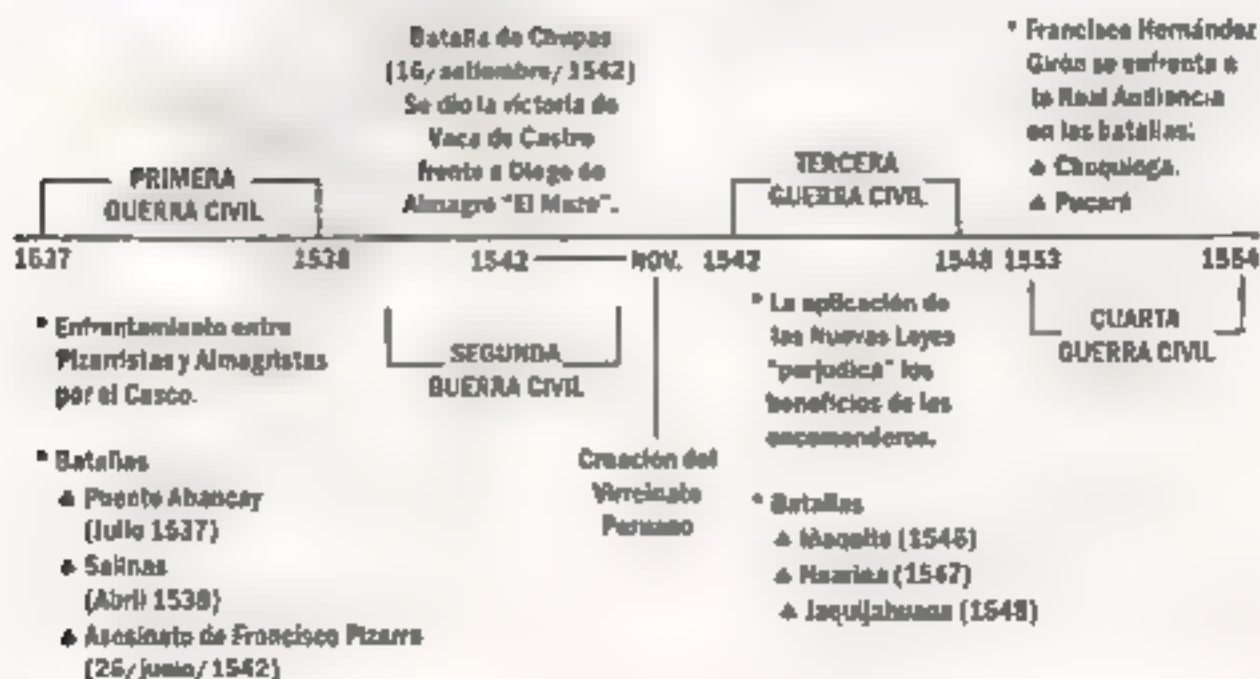 Batalla de Chupas
(16/setiembre/1542)
Se dio la victoria de
Vaca de Castro
frente a Diego de
Almagro "El Mozo".
* Francisco Hernández
Girón se enfrenta a
la Real Audiencia
en las batallas:
Chuquinga.
Pucará
PRIMERA
GUERRA CIVIL
TERCERA
GUERRA CIVIL
1537
1538
1542
NOV.
1542
1548
1553
1554
* Enfrentamiento entre
Pizarristas y Almagristas
por el Cusco.
SEGUNDA
GUERRA CIVIL
* La aplicación de
las Nuevas Leyes
"perjudica" los
beneficios de los
encomenderos.
CUARTA
GUERRA CIVIL
* Batallas
Puente Abancay
(Julio 1537)
Salinas
(Abril 1538)
Asesinato de Francisco Pizarro
(26/junio/1542)
Creación del
Virreinato
Peruano
* Batallas
Iñaquito (1546)
Huarina (1547)
Jaquijahuana (1548)